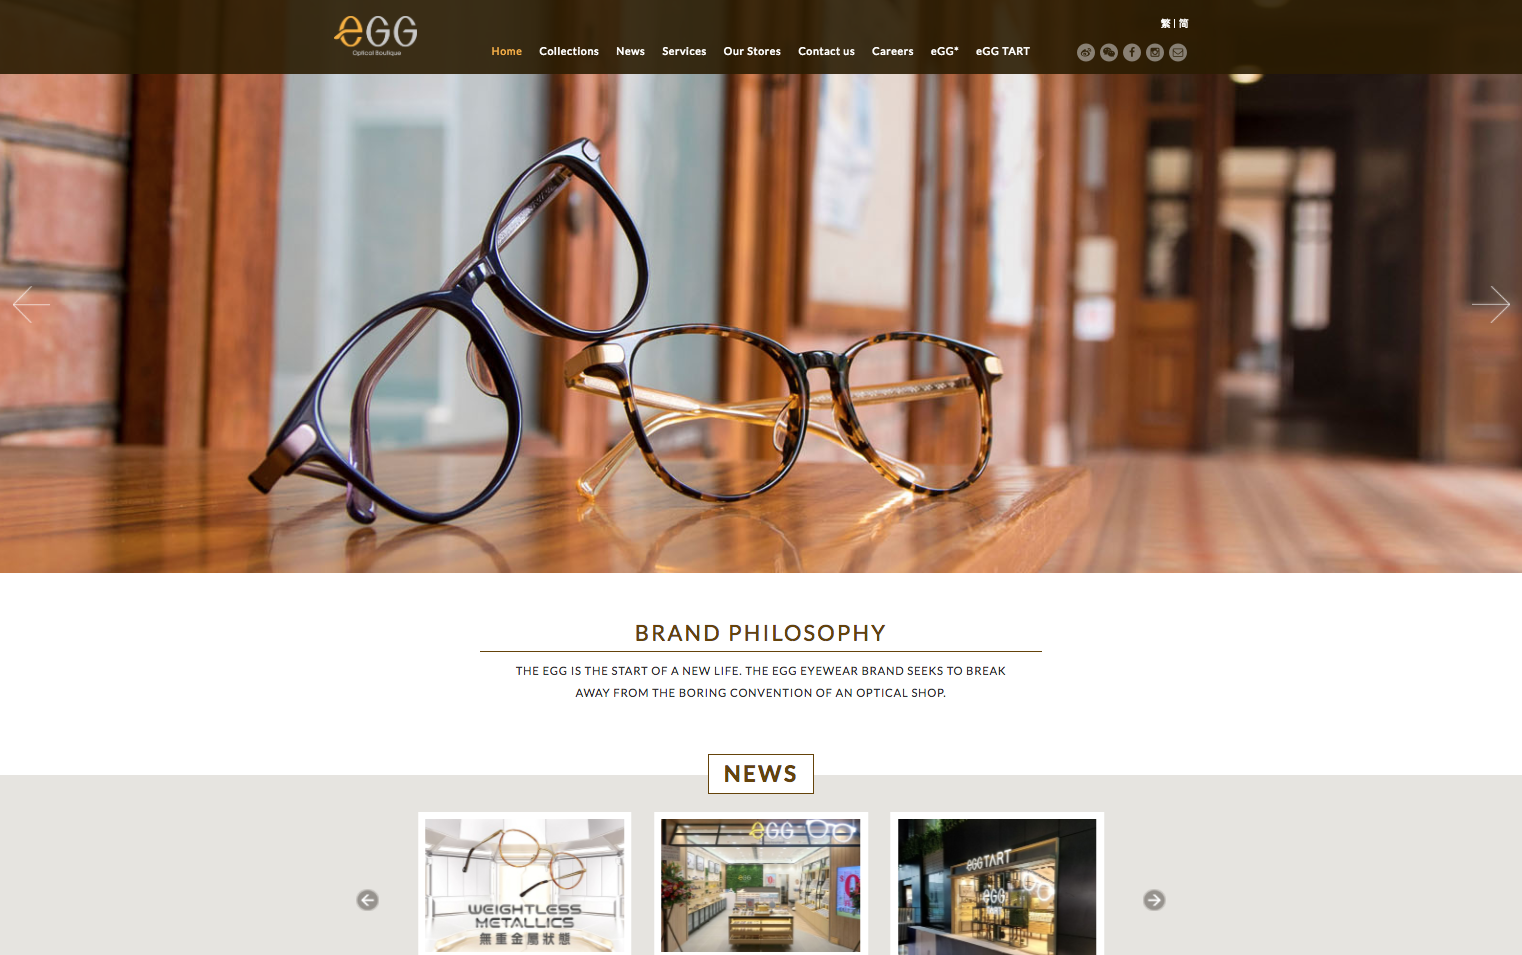 eGG
Optical Boutique
繁 | 简
Home Collections News Services Our Stores Contact us Careers eGG* eGG TART
BRAND PHILOSOPHY
THE EGG IS THE START OF A NEW LIFE. THE EGG EYEWEAR BRAND SEEKS TO BREAK
AWAY FROM THE BORING CONVENTION OF AN OPTICAL SHOP.
NEWS
WEIGHTLESS
METALLICS
無重金屬狀態
eGG
eGG
eGG TART
eGG